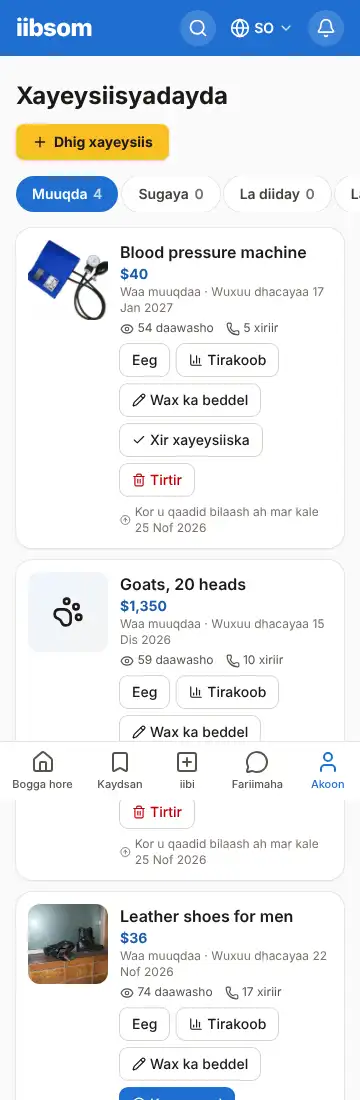 iibsom
SO
Xayeysiisyadayda
+ Dhig xayeysiis
Muuqda 4
Sugaya 0
La diiday 0
Blood pressure machine
$40
Waa muuqdaa · Wuxuu dhacayaa 17
Jan 2027
54 daawasho
5 xiriir
Eeg
Tirakoob
Wax ka beddel
Xir xayeysiiska
Tirtir
Kor u qaadid bilaash ah mar kale
25 Nof 2026
Goats, 20 heads
$1,350
Waa muuqdaa · Wuxuu dhacayaa 15
Dis 2026
59 daawasho
10 xiriir
Eeg
Tirakoob
Wax ka beddel
Bogga hore
Kaydsan
iibi
Fariimaha
Akoon
Tirtir
Kor u qaadid bilaash ah mar kale
25 Nof 2026
Leather shoes for men
$36
Waa muuqdaa · Wuxuu dhacayaa 22
Nof 2026
74 daawasho
17 xiriir
Eeg
Tirakoob
Wax ka beddel